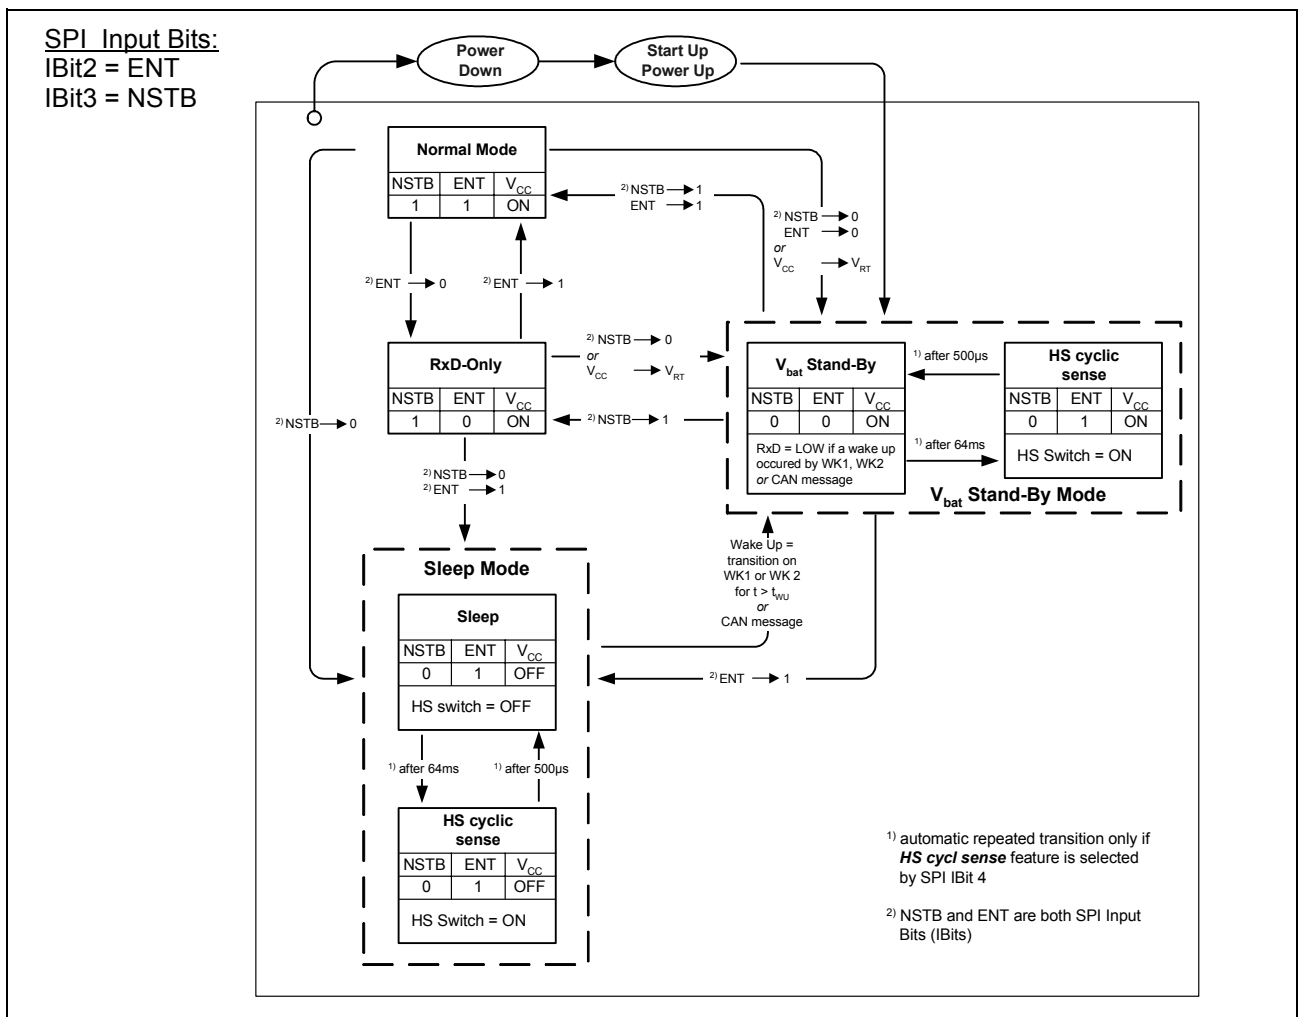 SPI Input Bits:
IBit2 = ENT
IBit3 = NSTB
Power
Down
Start Up
Power Up
Normal Mode
NSTB ENT VCC
1 1 ON
2) NSTB 1
ENT 1
2) NSTB 0
ENT 0
or
VCC VRT
2) ENT 0
2) ENT 1
RxD-Only
NSTB ENT VCC
1 0 ON
2) NSTB 0
or
VCC VRT
2) NSTB 1
2) NSTB 0
Vbat Stand-By
NSTB ENT VCC
0 0 ON
RxD = LOW if a wake up
occured by WK1, WK2
or CAN message
1) after 500µs
1) after 64ms
HS cyclic
sense
NSTB ENT VCC
0 1 ON
HS Switch = ON
Vbat Stand-By Mode
2) NSTB 0
2) ENT 1
Wake Up =
transition on
WK1 or WK 2
for t > tWU
or
CAN message
2) ENT 1
Sleep Mode
Sleep
NSTB ENT VCC
0 1 OFF
HS switch = OFF
1) after 64ms
1) after 500µs
HS cyclic
sense
NSTB ENT VCC
0 1 OFF
HS Switch = ON
1) automatic repeated transition only if
HS cycl sense feature is selected
by SPI IBit 4
2) NSTB and ENT are both SPI Input
Bits (IBits)